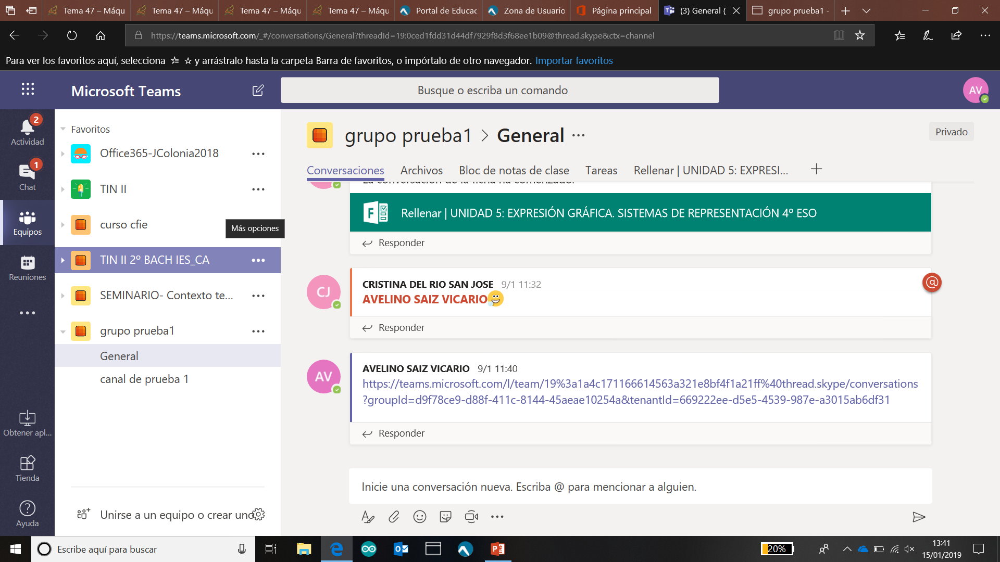 Tema 47 – Máqu
Tema 47 – Máqu
Tema 47 – Máqu
Tema 47 – Máqu
Portal de Educac
Zona de Usuario
Página principal
(3) General (
grupo prueba1 -
https://teams.microsoft.com/_#/conversations/General?threadId=19:0ced1fdd31d44df7929f8d3f68ee1b09@thread.skype&ctx=channel
Para ver los favoritos aquí, selecciona y arrástralo hasta la carpeta Barra de favoritos, o impórtalo de otro navegador. Importar favoritos
Microsoft Teams
Busque o escriba un comando
AV
2
Actividad
1
Chat
Equipos
Reuniones
Obtener apl...
Tienda
Ayuda
Favoritos
Office365-JColonia2018
TIN II
curso cfie
Más opciones
TIN II 2º BACH IES_CA
SEMINARIO- Contexto te...
grupo prueba1
General
canal de prueba 1
Unirse a un equipo o crear uno
grupo prueba1 > General ···
Privado
Conversaciones
Archivos
Bloc de notas de clase
Tareas
Rellenar | UNIDAD 5: EXPRESI...
La conversación de la ficha ha comenzado.
Rellenar | UNIDAD 5: EXPRESIÓN GRÁFICA. SISTEMAS DE REPRESENTACIÓN 4º ESO
Responder
CJ
CRISTINA DEL RIO SAN JOSE 9/1 11:32
AVELINO SAIZ VICARIO
Responder
AV
AVELINO SAIZ VICARIO 9/1 11:40
https://teams.microsoft.com/l/team/19%3a1a4c171166614563a321e8bf4f1a21ff%40thread.skype/conversations
?groupId=d9f78ce9-d88f-411c-8144-45aeae10254a&tenantId=669222ee-d5e5-4539-987e-a3015ab6df31
Responder
Inicie una conversación nueva. Escriba @ para mencionar a alguien.
Escribe aquí para buscar
20%
13:41
15/01/2019